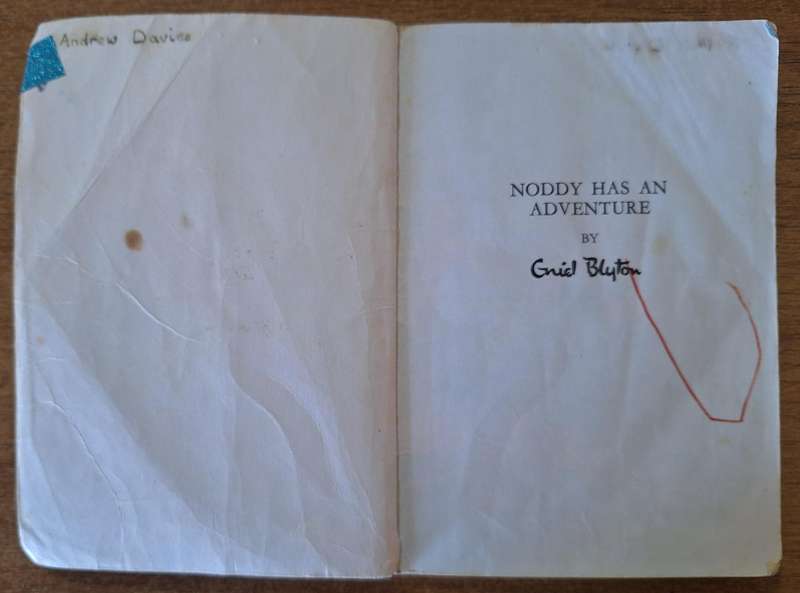 Andrew Davies
NODDY HAS AN
ADVENTURE
BY
Enid Blyton